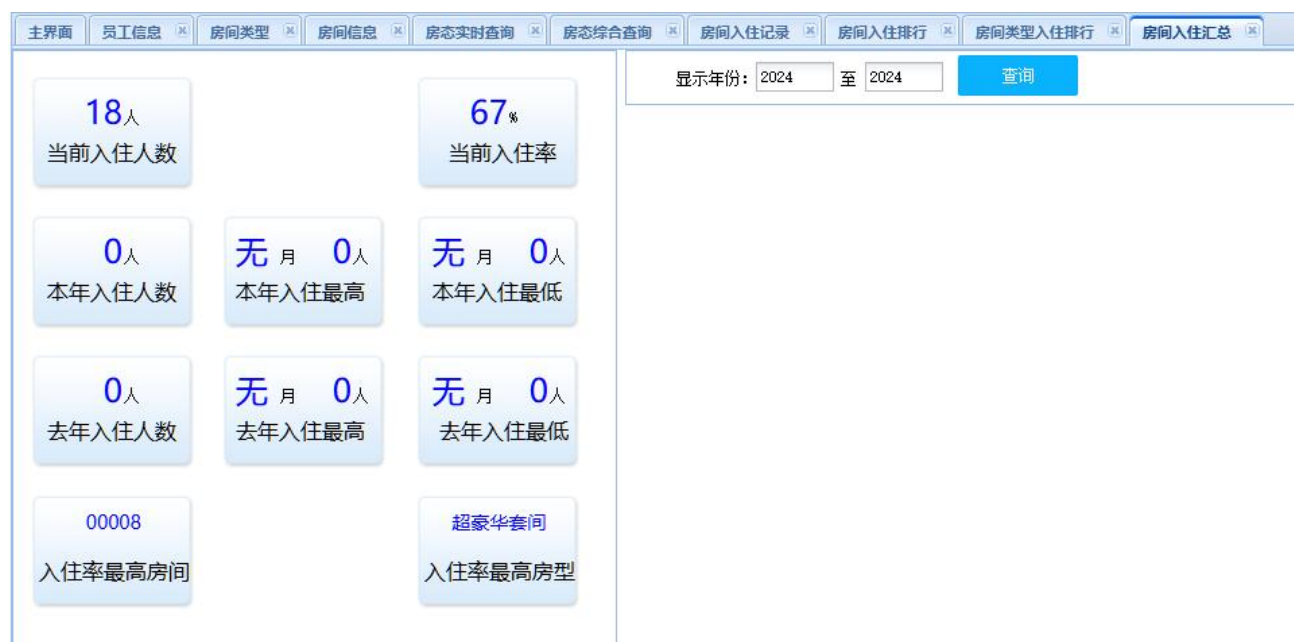 主界面 员工信息 房间类型 房间信息 房态实时查询 房态综合查询 房间入住记录 房间入住排行 房间类型入住排行 房间入住汇总
显示年份: 2024 至 2024 查询
18人 67%
当前入住人数 当前入住率
0人 无 月 0人 无 月 0人
本年入住人数 本年入住最高 本年入住最低
0人 无 月 0人 无 月 0人
去年入住人数 去年入住最高 去年入住最低
00008 超豪华套间
入住率最高房间 入住率最高房型